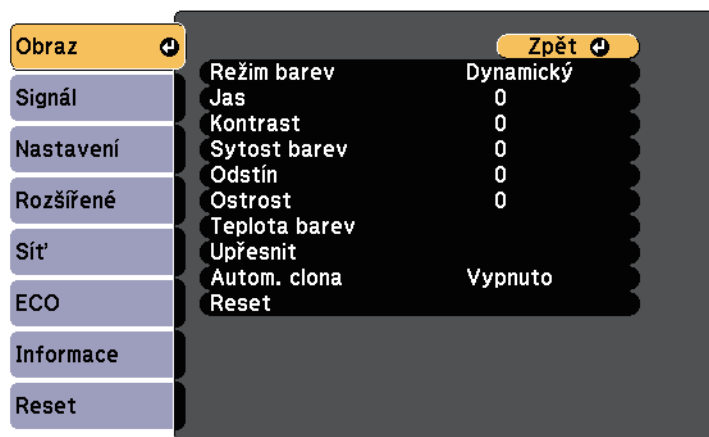 Obraz
Signál
Nastavení
Rozšířené
Síť
ECO
Informace
Reset
Zpět
Režim barev Dynamický
Jas 0
Kontrast 0
Sytost barev 0
Odstín 0
Ostrost 0
Teplota barev
Upřesnit
Autom. clona Vypnuto
Reset